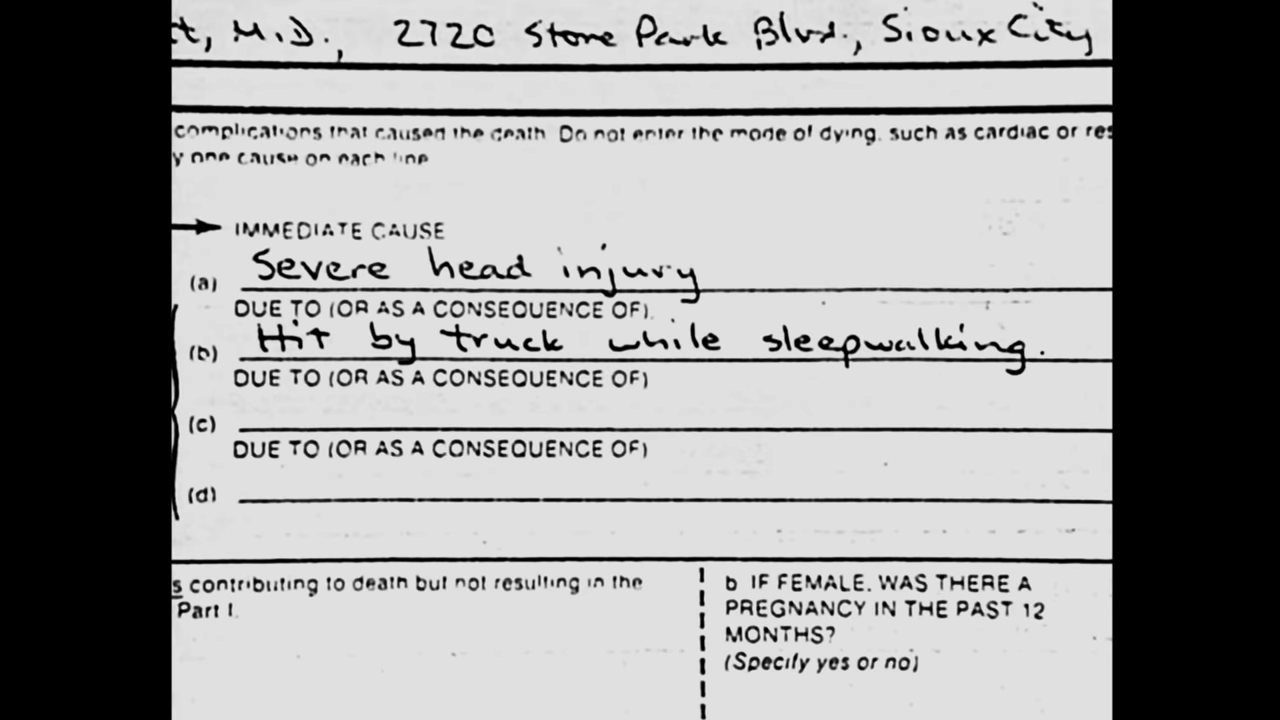 t, M.D., 2720 Stone Park Blvd., Sioux City
complications that caused the death. Do not enter the mode of dying, such as cardiac or res
y one cause on each line
IMMEDIATE CAUSE
(a) Severe head injury
DUE TO (OR AS A CONSEQUENCE OF).
(b) Hit by truck while sleepwalking.
DUE TO (OR AS A CONSEQUENCE OF)
(c)
DUE TO (OR AS A CONSEQUENCE OF)
(d)
s contributing to death but not resulting in the
Part I.
b IF FEMALE. WAS THERE A
PREGNANCY IN THE PAST 12
MONTHS?
(Specify yes or no)